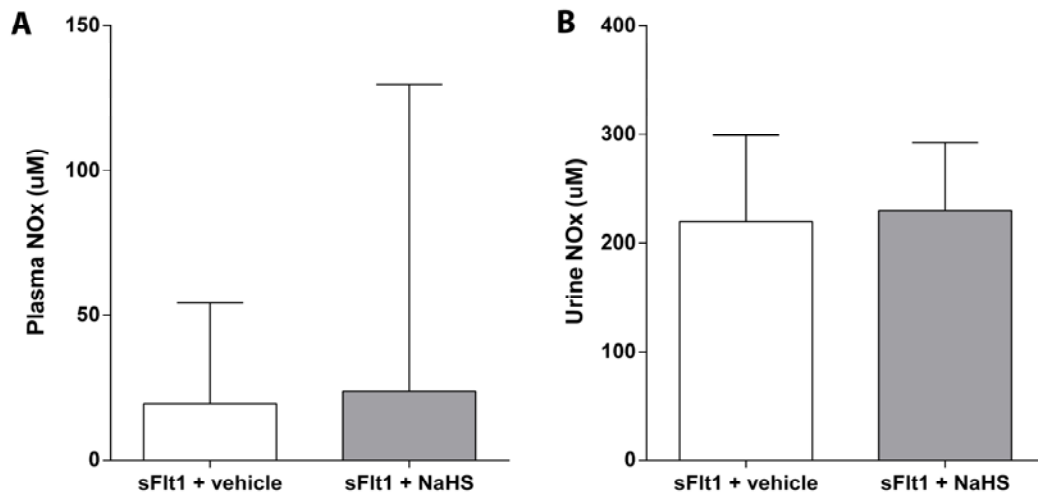 A
Plasma NOx (uM)
150
100
50
0
sFlt1 + vehicle
sFlt1 + NaHS
B
Urine NOx (uM)
400
300
200
100
0
sFlt1 + vehicle
sFlt1 + NaHS